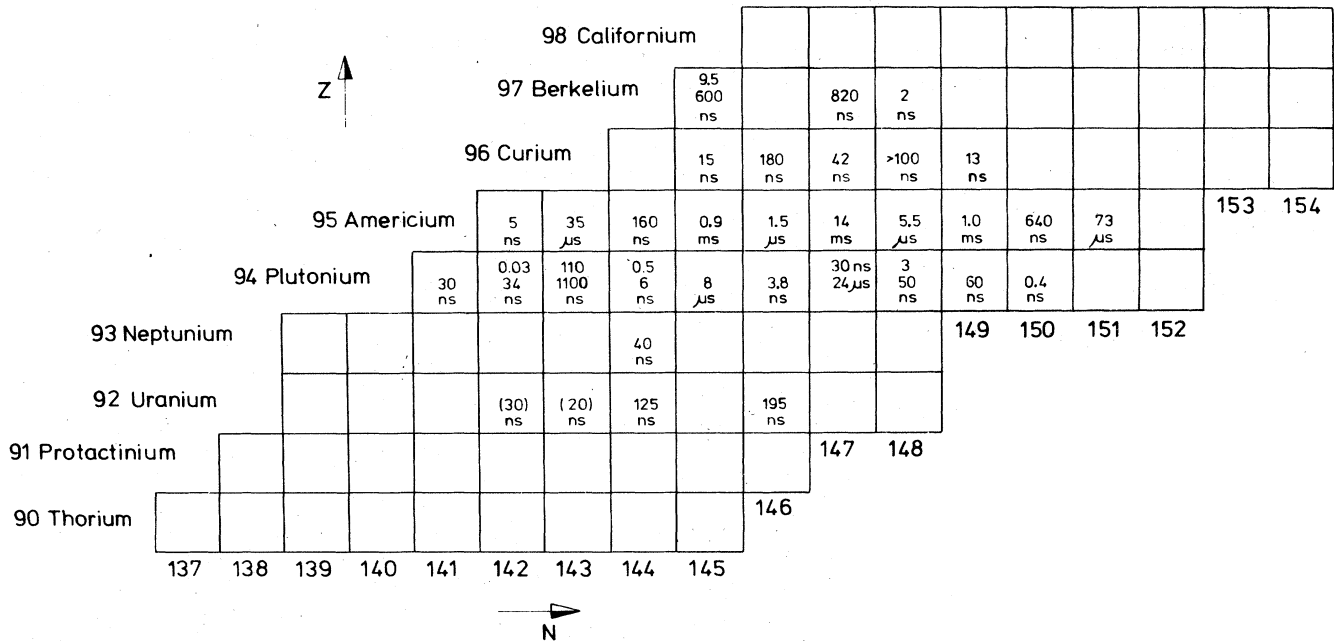 98 Californium
Z
97 Berkelium
9.5
600
ns
820
ns
2
ns
96 Curium
15
ns
180
ns
42
ns
>100
ns
13
ns
95 Americium
5
ns
35
μs
160
ns
0.9
ms
1.5
μs
14
ms
5.5
μs
1.0
ms
640
ns
73
μs
153 154
94 Plutonium
30
ns
0.03
34
ns
110
1100
ns
0.5
6
ns
8
μs
3.8
ns
30 ns
24 μs
3
50
ns
60
ns
0.4
ns
93 Neptunium
40
ns
149 150 151 152
92 Uranium
(30)
ns
(20)
ns
125
ns
195
ns
91 Protactinium
147 148
90 Thorium
146
137 138 139 140 141 142 143 144 145
N